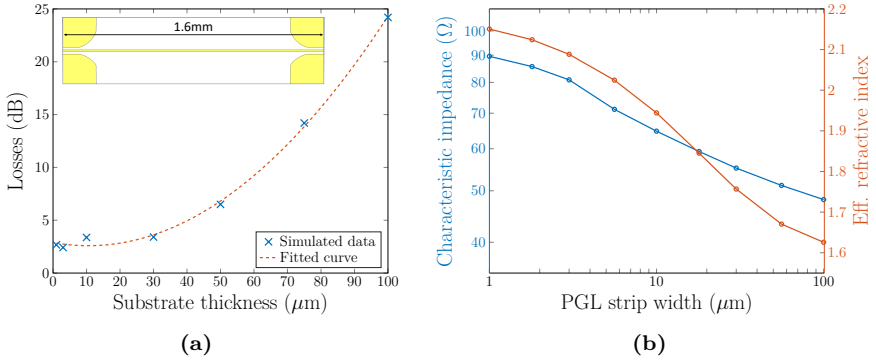 (a)
1.6mm
25
20
15
10
5
0
Losses (dB)
0 10 20 30 40 50 60 70 80 90 100
Substrate thickness (μm)
Simulated data
Fitted curve
(a)
(b)
100
90
80
70
60
50
40
Characteristic impedance (Ω)
2.2
2.1
2
1.9
1.8
1.7
1.6
Eff. refractive index
1 10 100
PGL strip width (μm)
(b)